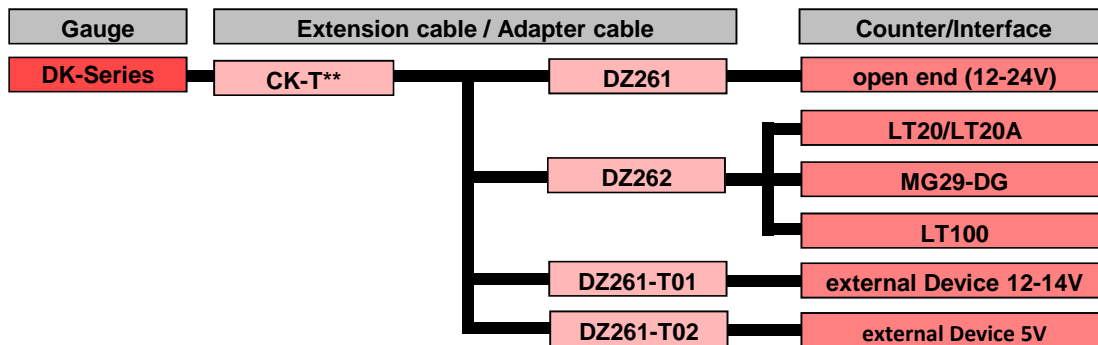 Gauge
Extension cable / Adapter cable
Counter/Interface
DK-Series
CK-T**
DZ261
open end (12-24V)
LT20/LT20A
DZ262
MG29-DG
LT100
DZ261-T01
external Device 12-14V
DZ261-T02
external Device 5V